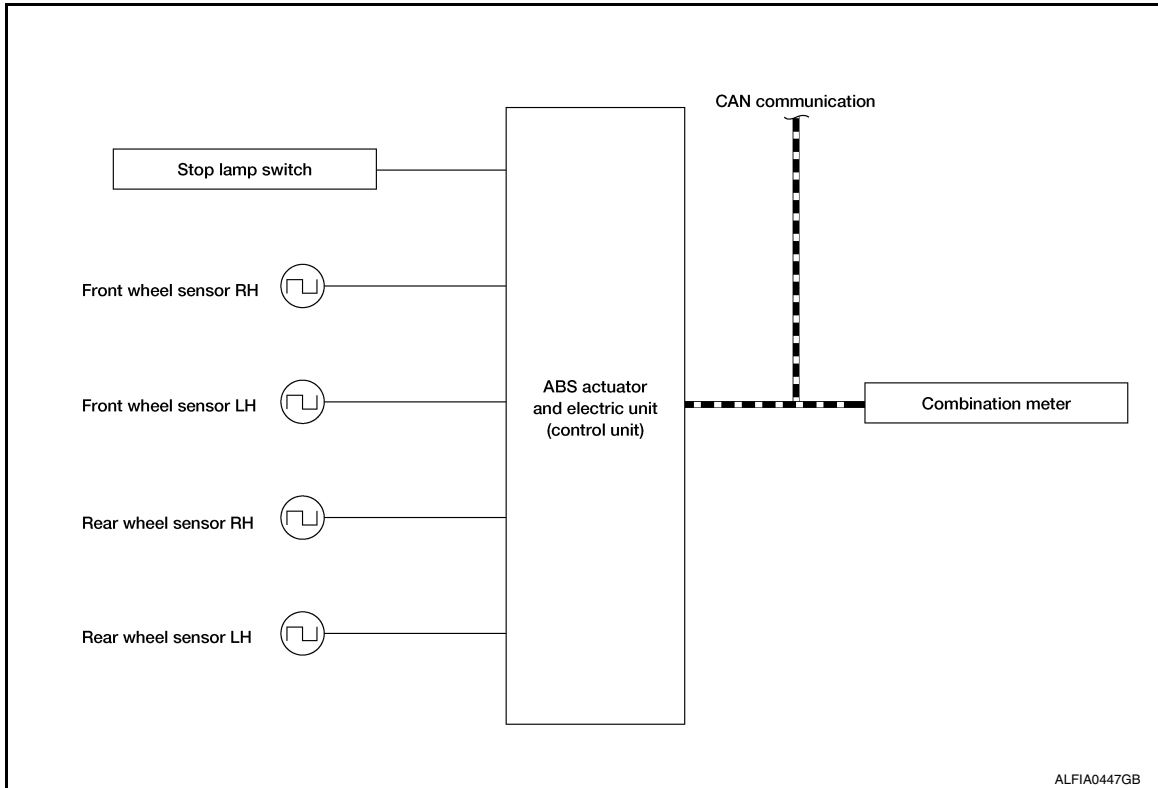 CAN communication
Stop lamp switch
Front wheel sensor RH
Front wheel sensor LH
ABS actuator
and electric unit
(control unit)
Combination meter
Rear wheel sensor RH
Rear wheel sensor LH
ALFIA0447GB